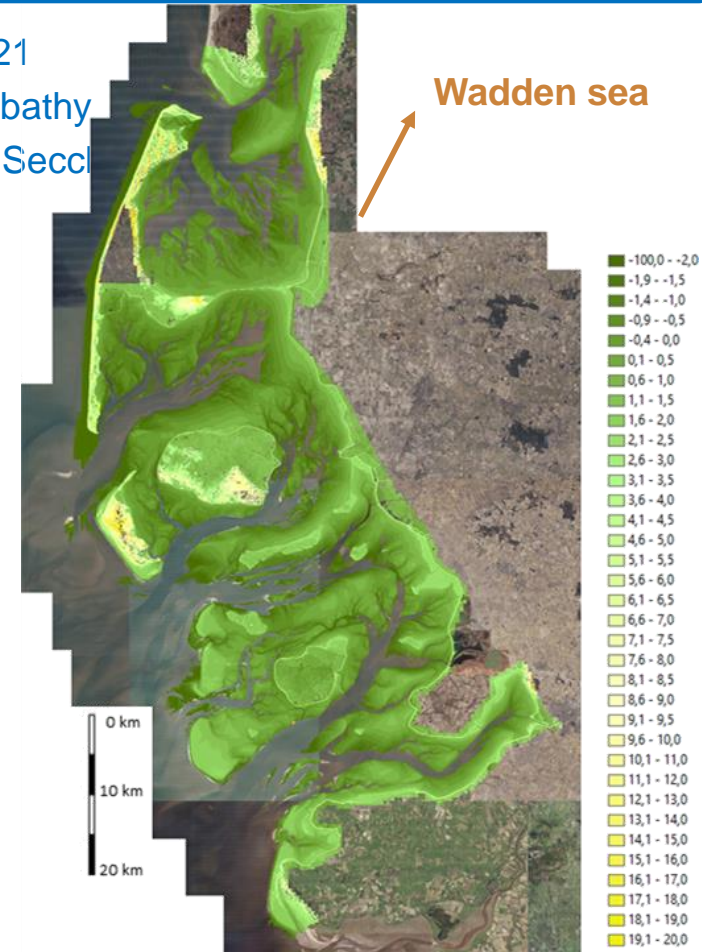 21
bathy
Secchi
Wadden sea
-100,0 - -2,0
-1,9 - -1,5
-1,4 - -1,0
-0,9 - -0,5
-0,4 - 0,0
0,1 - 0,5
0,6 - 1,0
1,1 - 1,5
1,6 - 2,0
2,1 - 2,5
2,6 - 3,0
3,1 - 3,5
3,6 - 4,0
4,1 - 4,5
4,6 - 5,0
5,1 - 5,5
5,6 - 6,0
6,1 - 6,5
6,6 - 7,0
7,1 - 7,5
7,6 - 8,0
8,1 - 8,5
8,6 - 9,0
9,1 - 9,5
9,6 - 10,0
10,1 - 11,0
11,1 - 12,0
12,1 - 13,0
13,1 - 14,0
14,1 - 15,0
15,1 - 16,0
16,1 - 17,0
17,1 - 18,0
18,1 - 19,0
19,1 - 20,0
0 km
10 km
20 km